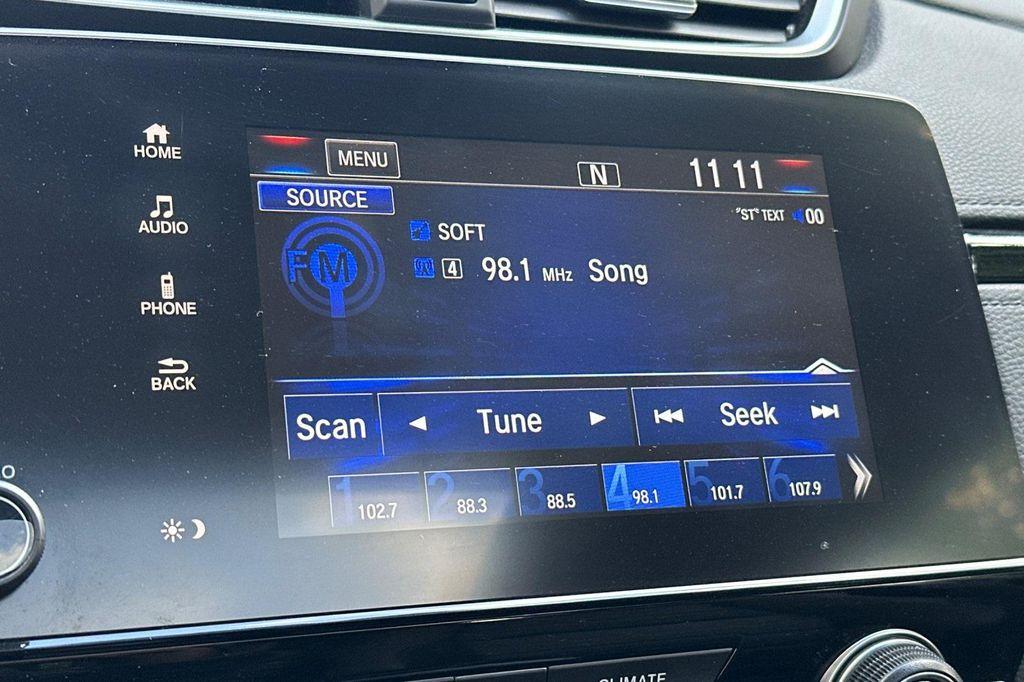 HOME
AUDIO
PHONE
BACK
MENU
N
11 11
SOURCE
"ST" TEXT 00
FM
SOFT
4 98.1 MHz Song
Scan
Tune
Seek
1 102.7
2 88.3
3 88.5
4 98.1
5 101.7
6 107.9
CLIMATE